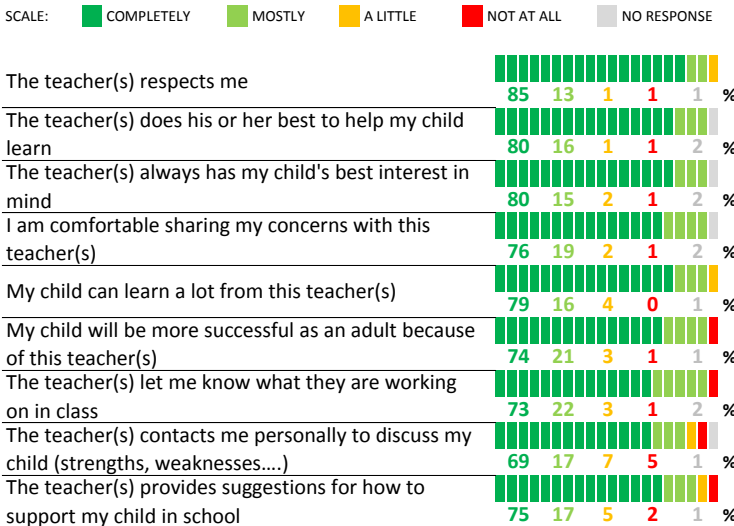 SCALE: COMPLETELY MOSTLY A LITTLE NOT AT ALL NO RESPONSE
The teacher(s) respects me
85 13 1 1 1 %
The teacher(s) does his or her best to help my child
learn
80 16 1 1 2 %
The teacher(s) always has my child's best interest in
mind
80 15 2 1 2 %
I am comfortable sharing my concerns with this
teacher(s)
76 19 2 1 2 %
My child can learn a lot from this teacher(s)
79 16 4 0 1 %
My child will be more successful as an adult because
of this teacher(s)
74 21 3 1 1 %
The teacher(s) let me know what they are working
on in class
73 22 3 1 2 %
The teacher(s) contacts me personally to discuss my
child (strengths, weaknesses....)
69 17 7 5 1 %
The teacher(s) provides suggestions for how to
support my child in school
75 17 5 2 1 %